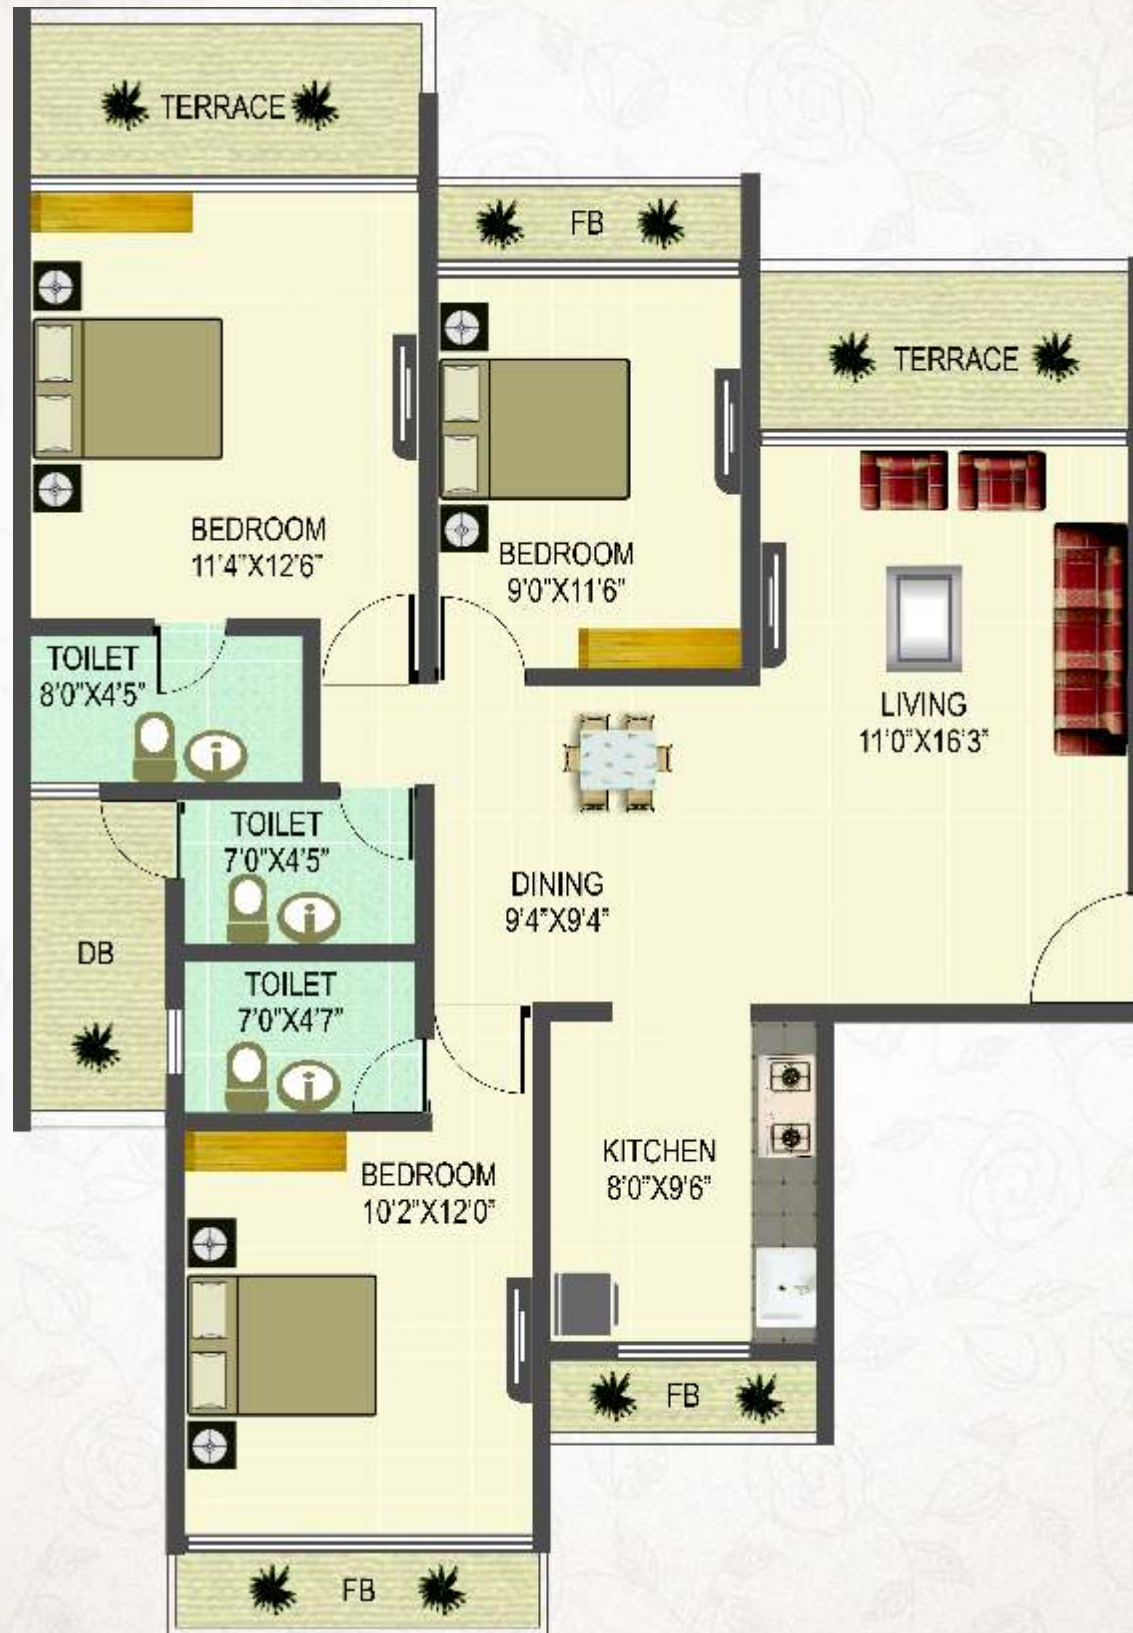 TERRACE
FB
TERRACE
BEDROOM
11'4"X12'6"
BEDROOM
9'0"X11'6"
TOILET
8'0"X4'5"
LIVING
11'0"X16'3"
TOILET
7'0"X4'5"
DINING
9'4"X9'4"
DB
TOILET
7'0"X4'7"
KITCHEN
8'0"X9'6"
BEDROOM
10'2"X12'0"
FB
FB